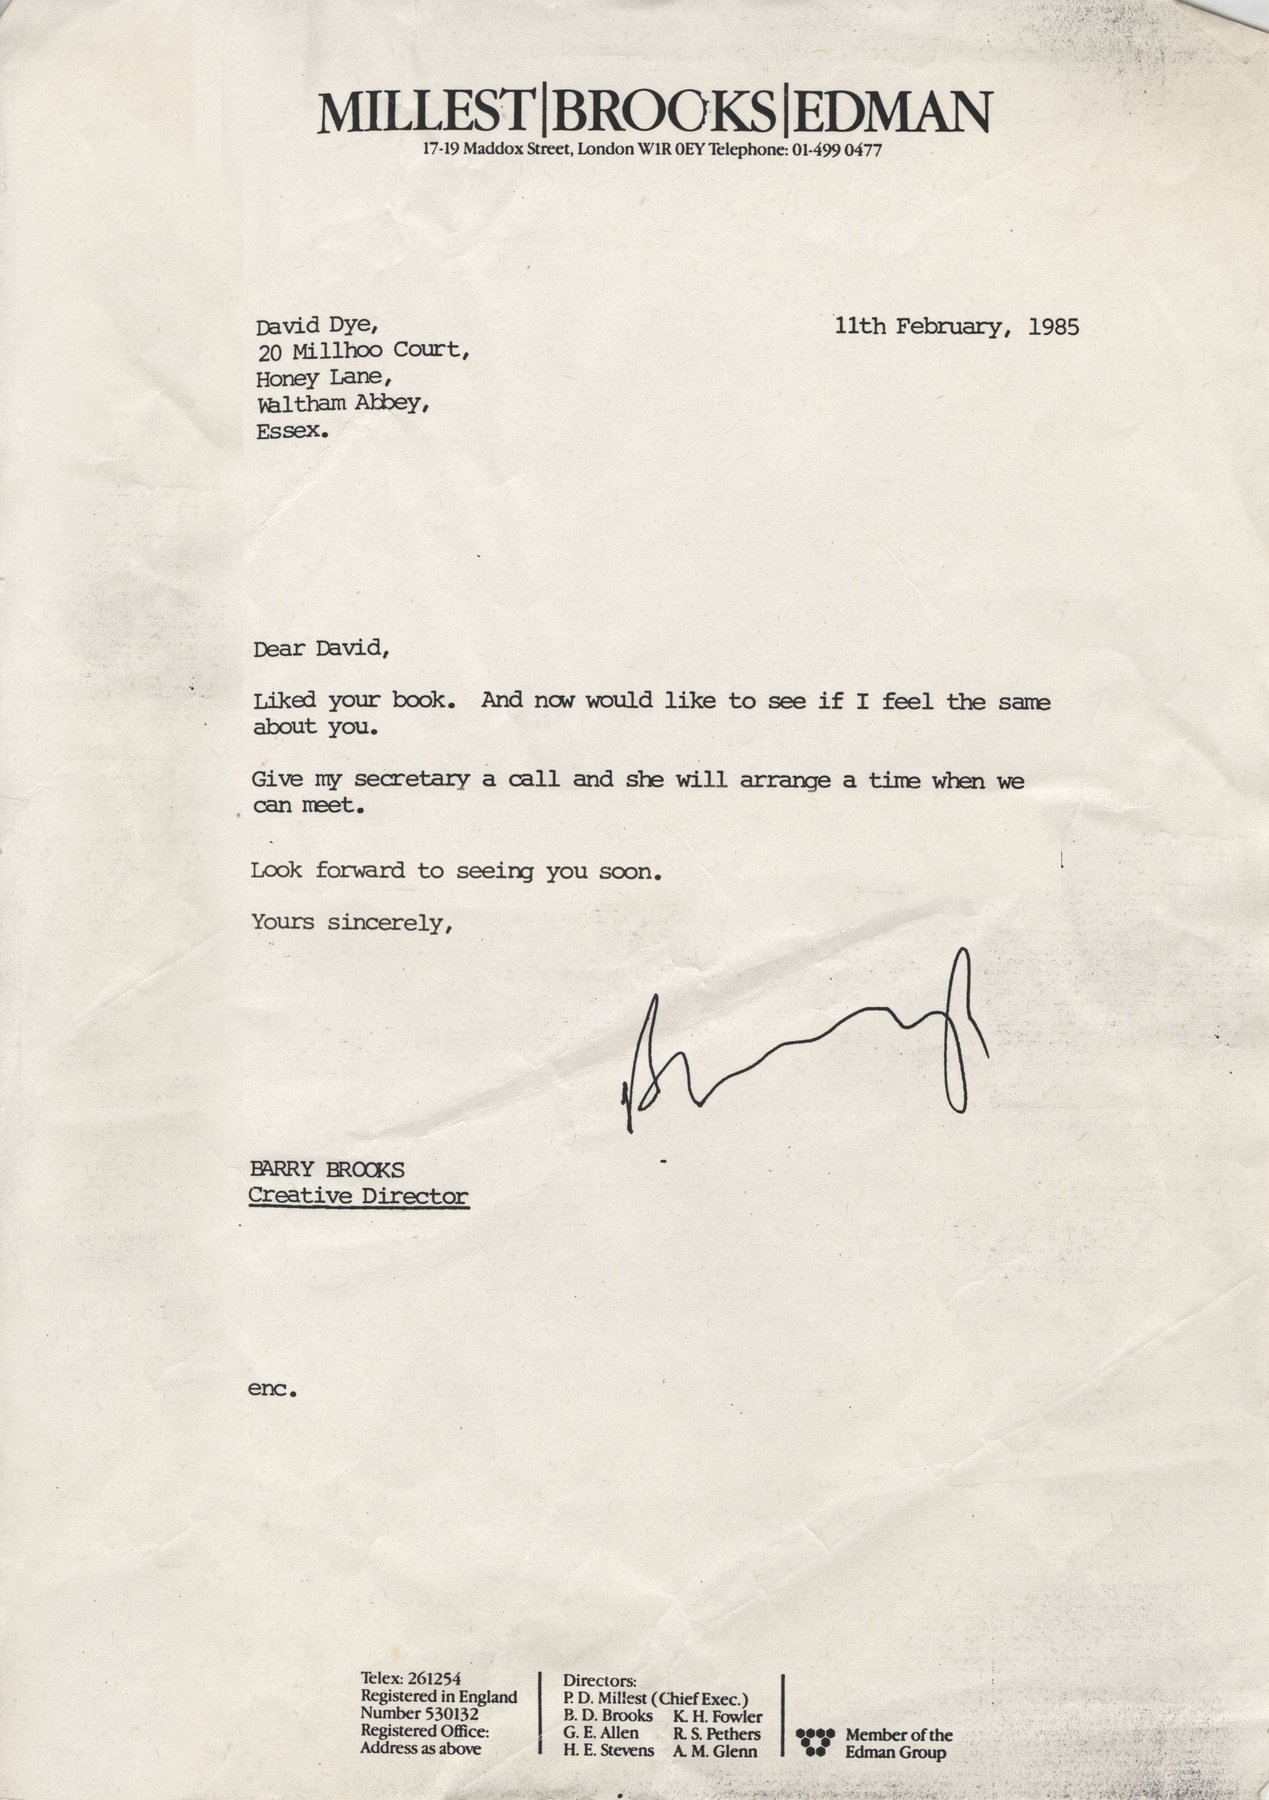 MILLEST|BROOKS|EDMAN
17-19 Maddox Street, London W1R 0EY Telephone: 01-499 0477
David Dye,
20 Millhoo Court,
Honey Lane,
Waltham Abbey,
Essex.
11th February, 1985
Dear David,
Liked your book.  And now would like to see if I feel the same
about you.
Give my secretary a call and she will arrange a time when we
can meet.
Look forward to seeing you soon.
Yours sincerely,
Barry
BARRY BROOKS
Creative Director
enc.
Telex: 261254
Registered in England
Number 530132
Registered Office:
Address as above
Directors:
P. D. Millest (Chief Exec.)
B. D. Brooks K. H. Fowler
G. E. Allen R. S. Pethers
H. E. Stevens A. M. Glenn
Member of the
Edman Group